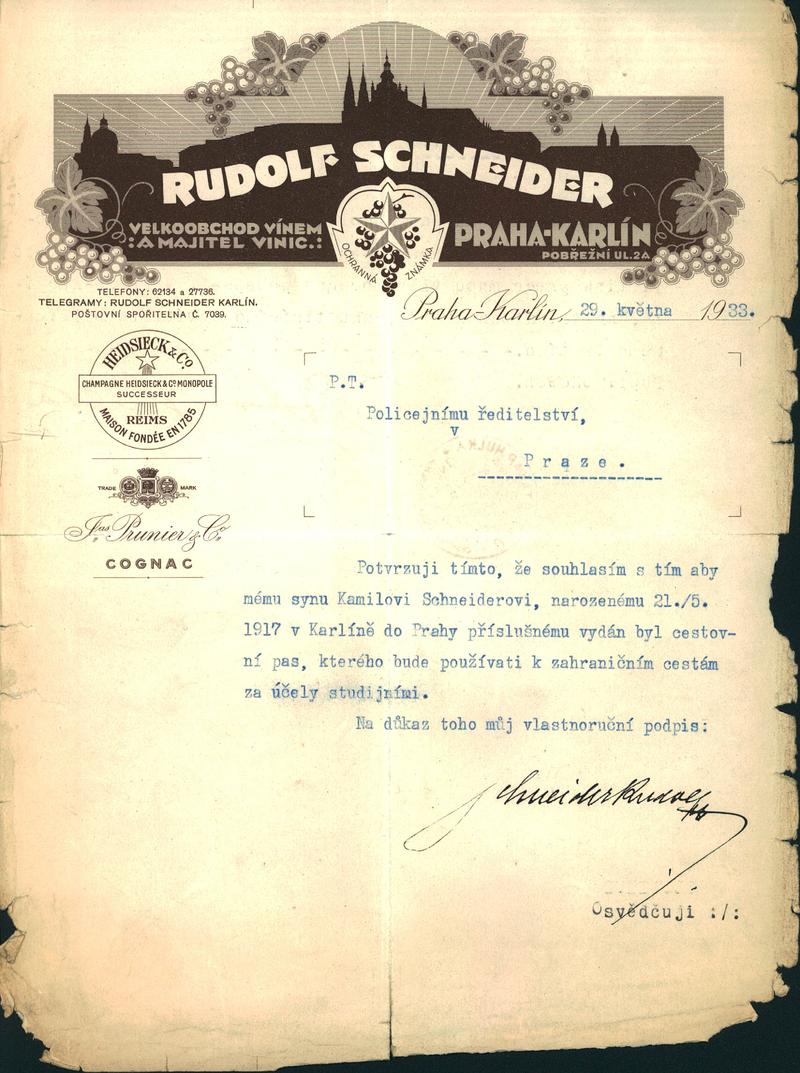 RUDOLF SCHNEIDER
VELKOOBCHOD VÍNEM
:A MAJITEL VINIC.:
OCHRANNÁ ZNÁMKA
PRAHA-KARLÍN
POBŘEŽNÍ UL. 2A
TELEFONY: 62134 a 27736.
TELEGRAMY: RUDOLF SCHNEIDER KARLÍN.
POŠTOVNÍ SPOŘITELNA Č. 7039.
Praha-Karlín, 29. května 1933.
HEIDSIECK & Co
CHAMPAGNE HEIDSIECK & Co MONOPOLE
SUCCESSEUR
REIMS
MAISON FONDÉE EN 1785
TRADE MARK
Jas Prunier & Co
COGNAC
P.T.
Policejnímu ředitelství,
v
Praze.
Potvrzuji tímto, že souhlasím s tím aby
mému synu Kamilovi Schneiderovi, narozenému 21./5.
1917 v Karlíně do Prahy příslušnému vydán byl cestov-
ní pas, kterého bude používati k zahraničním cestám
za účely studijními.
Na důkaz toho můj vlastnoruční podpis:
Schneider Rudolf
Osvědčuji :/: